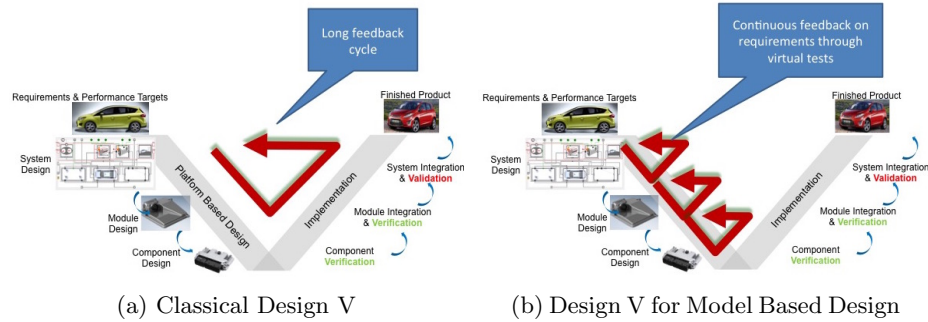 Long feedback
cycle
Requirements & Performance Targets
Finished Product
System
Design
Platform Based Design
Implementation
System Integration
& Validation
Module
Design
Module Integration
& Verification
Component
Design
Component
Verification
(a) Classical Design V
Continuous feedback on
requirements through
virtual tests
Requirements & Performance Targets
Finished Product
System
Design
Implementation
System Integration
& Validation
Module
Design
Module Integration
& Verification
Component
Design
Component
Verification
(b) Design V for Model Based Design